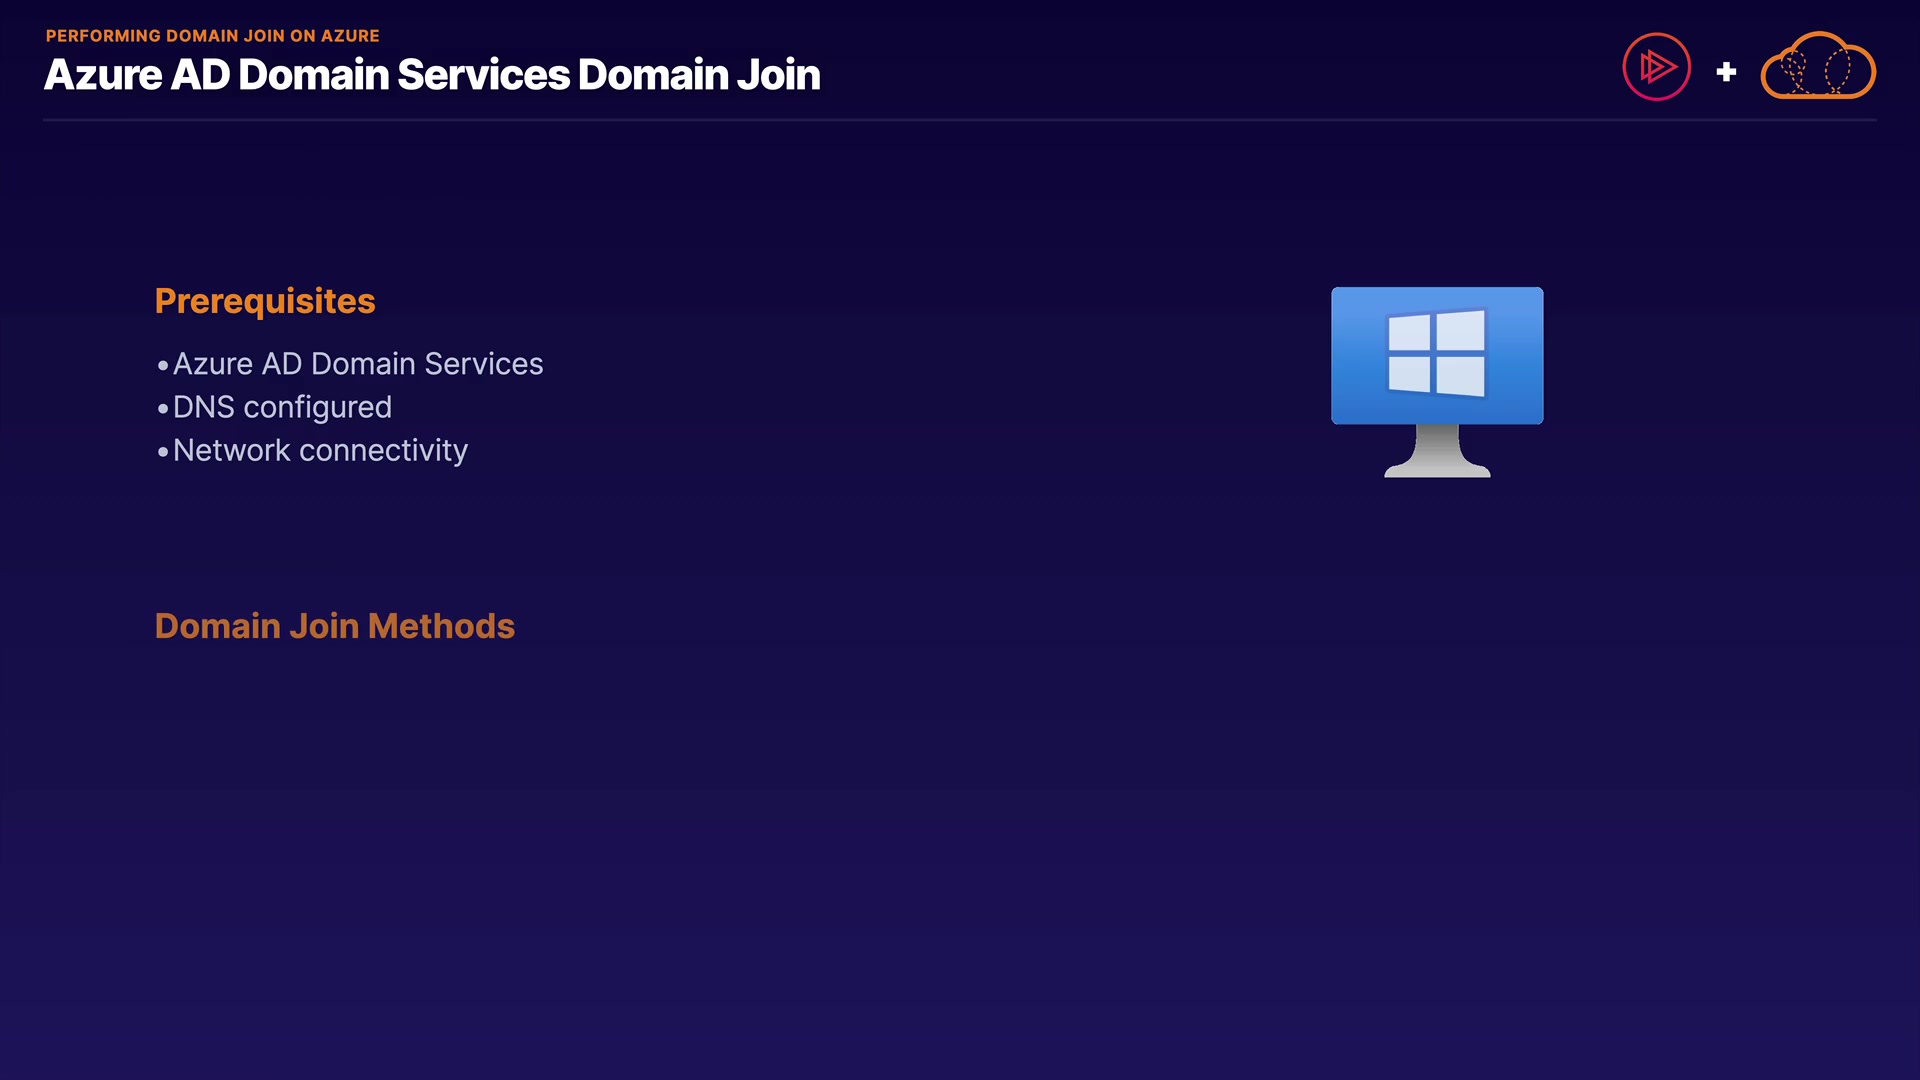 PERFORMING DOMAIN JOIN ON AZURE
Azure AD Domain Services Domain Join
+
Prerequisites
•Azure AD Domain Services
•DNS configured
•Network connectivity
Domain Join Methods